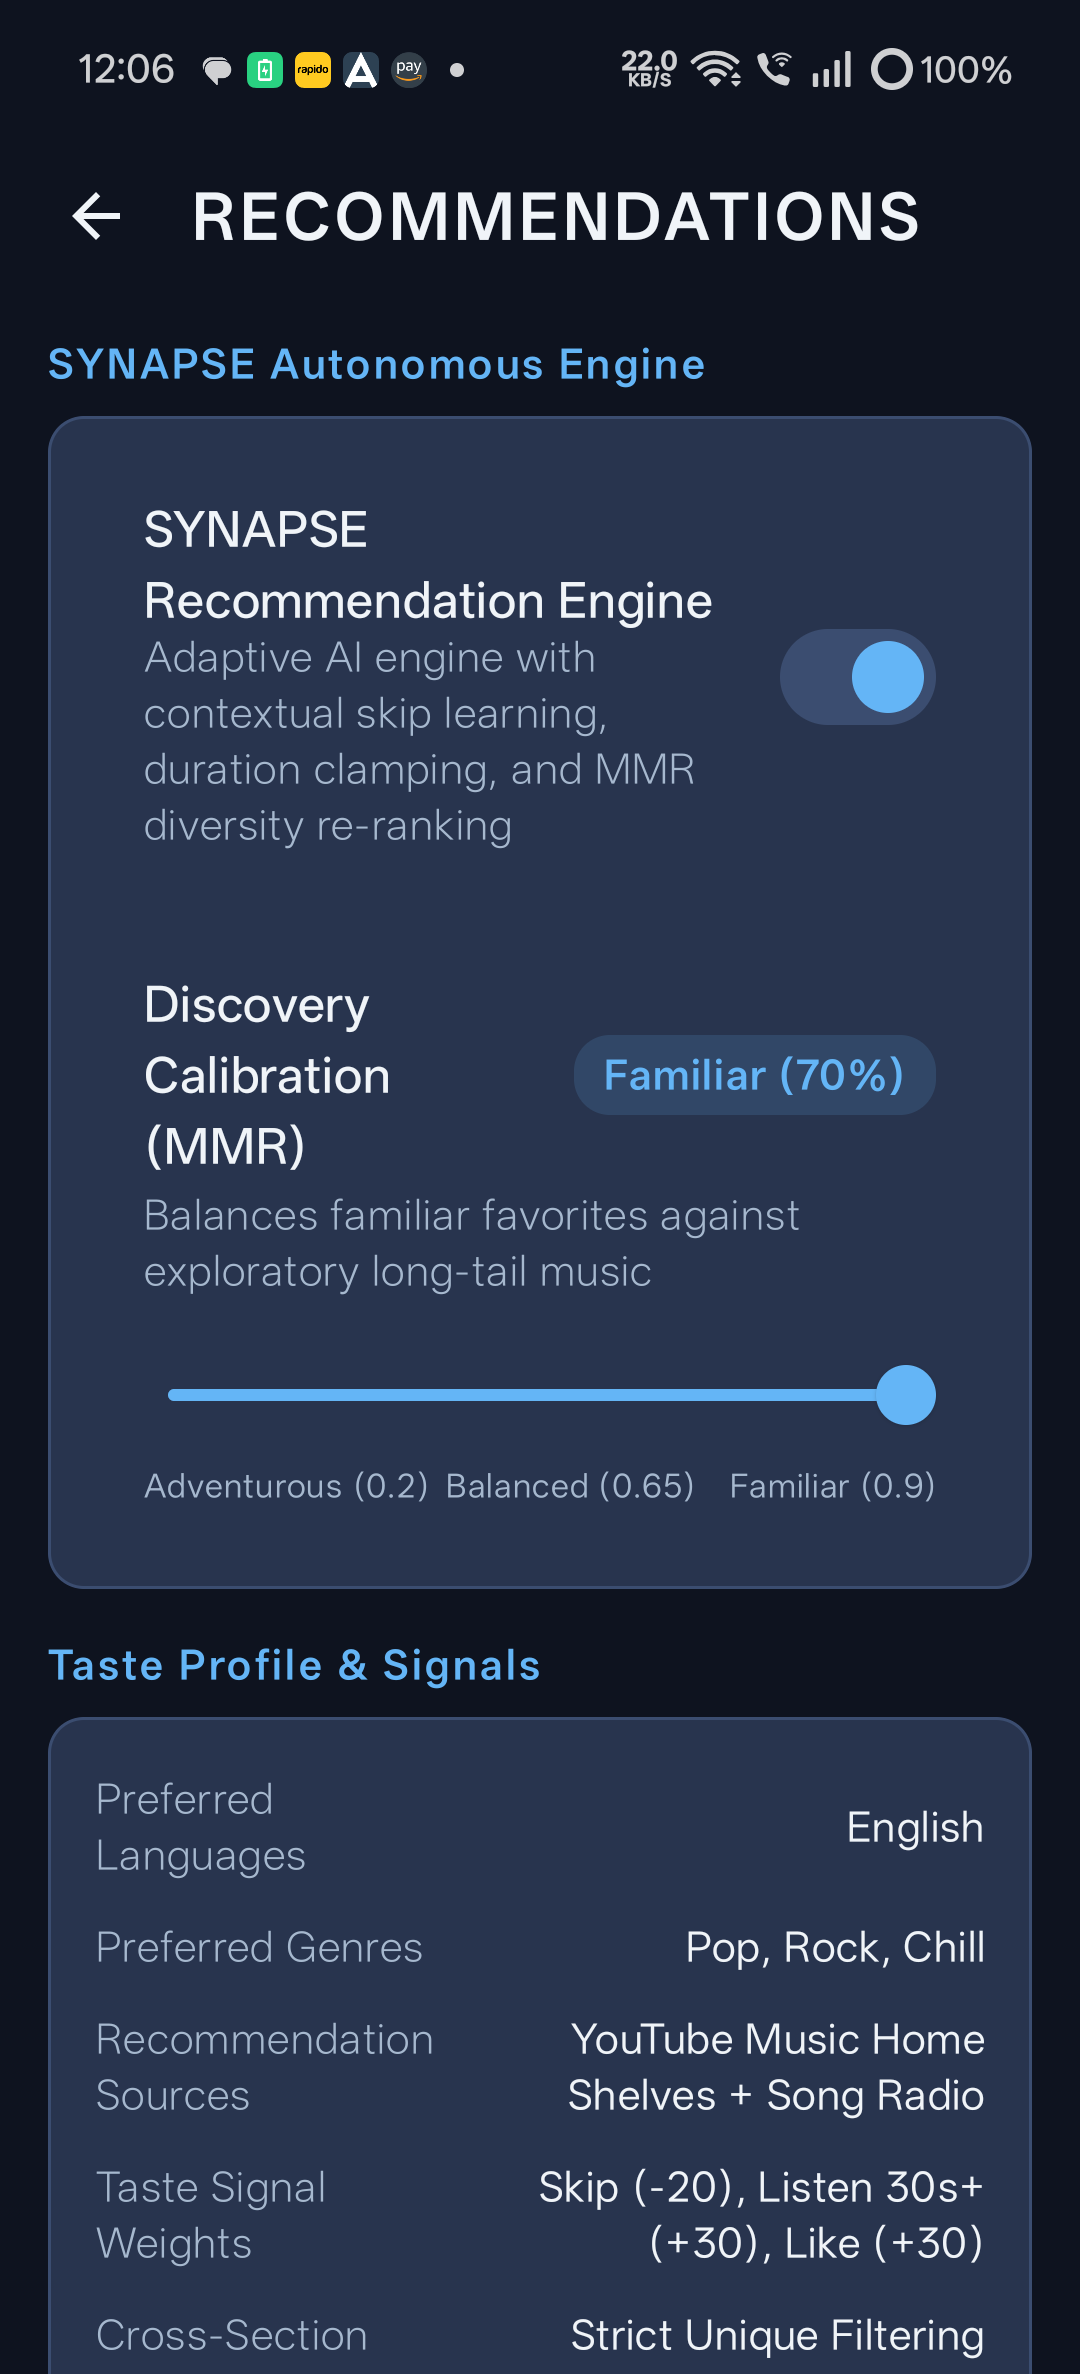 12:06
rapido
pay
22.0
KB/S
100%
RECOMMENDATIONS
SYNAPSE Autonomous Engine
SYNAPSE
Recommendation Engine
Adaptive AI engine with
contextual skip learning,
duration clamping, and MMR
diversity re-ranking
Discovery
Calibration
(MMR)
Familiar (70%)
Balances familiar favorites against
exploratory long-tail music
Adventurous (0.2) Balanced (0.65) Familiar (0.9)
Taste Profile & Signals
Preferred
Languages
English
Preferred Genres
Pop, Rock, Chill
Recommendation
Sources
YouTube Music Home
Shelves + Song Radio
Taste Signal
Weights
Skip (-20), Listen 30s+
(+30), Like (+30)
Cross-Section
Strict Unique Filtering